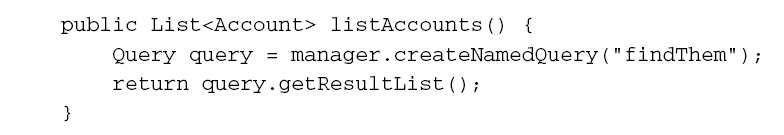 public List<Account> listAccounts() {
    Query query = manager.createNamedQuery("findThem");
    return query.getResultList();
}